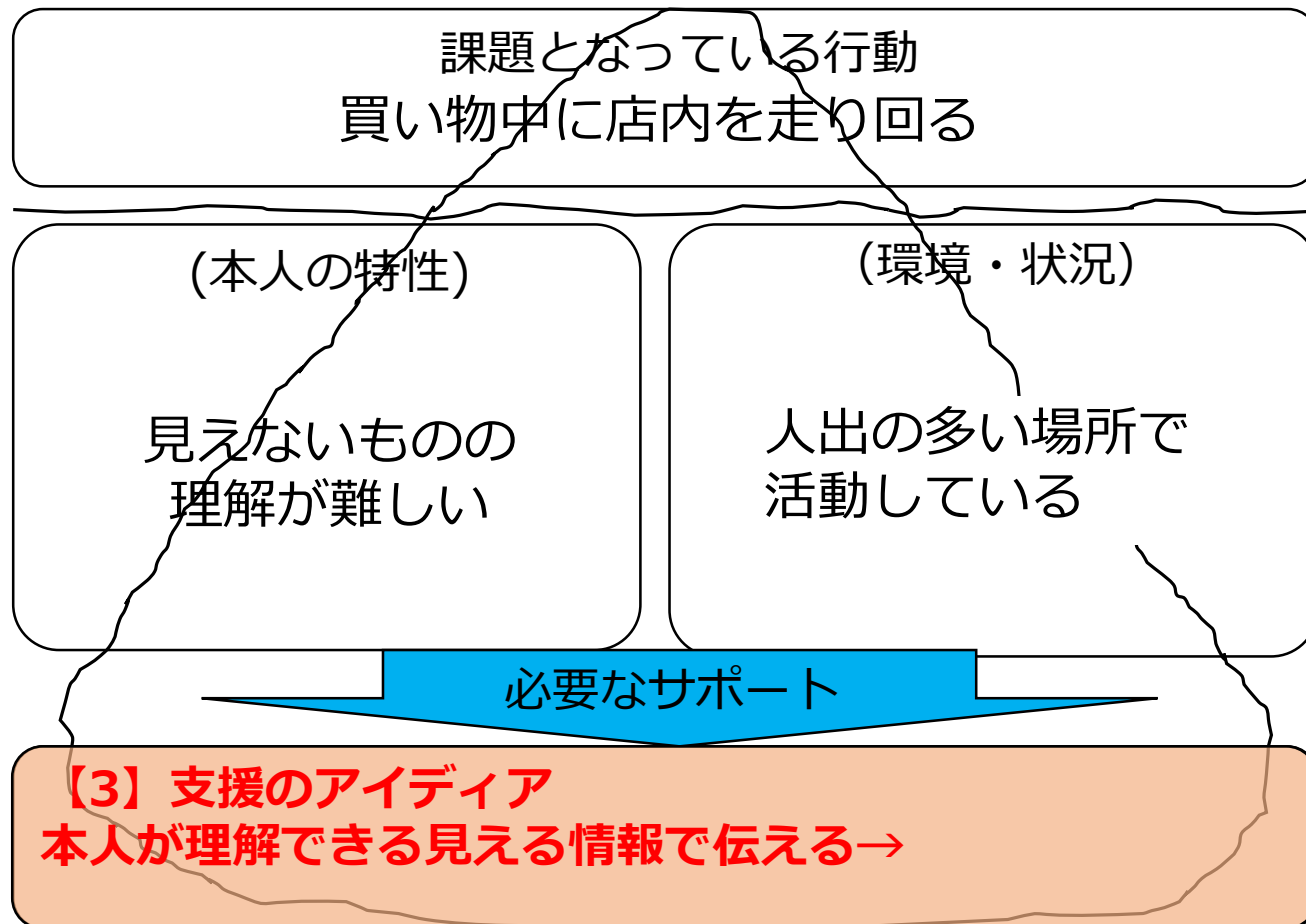 課題となっている行動
買い物中に店内を走り回る
(本人の特性)
見えないものの
理解が難しい
（環境・状況）
人出の多い場所で
活動している
必要なサポート
【3】支援のアイディア
本人が理解できる見える情報で伝える→